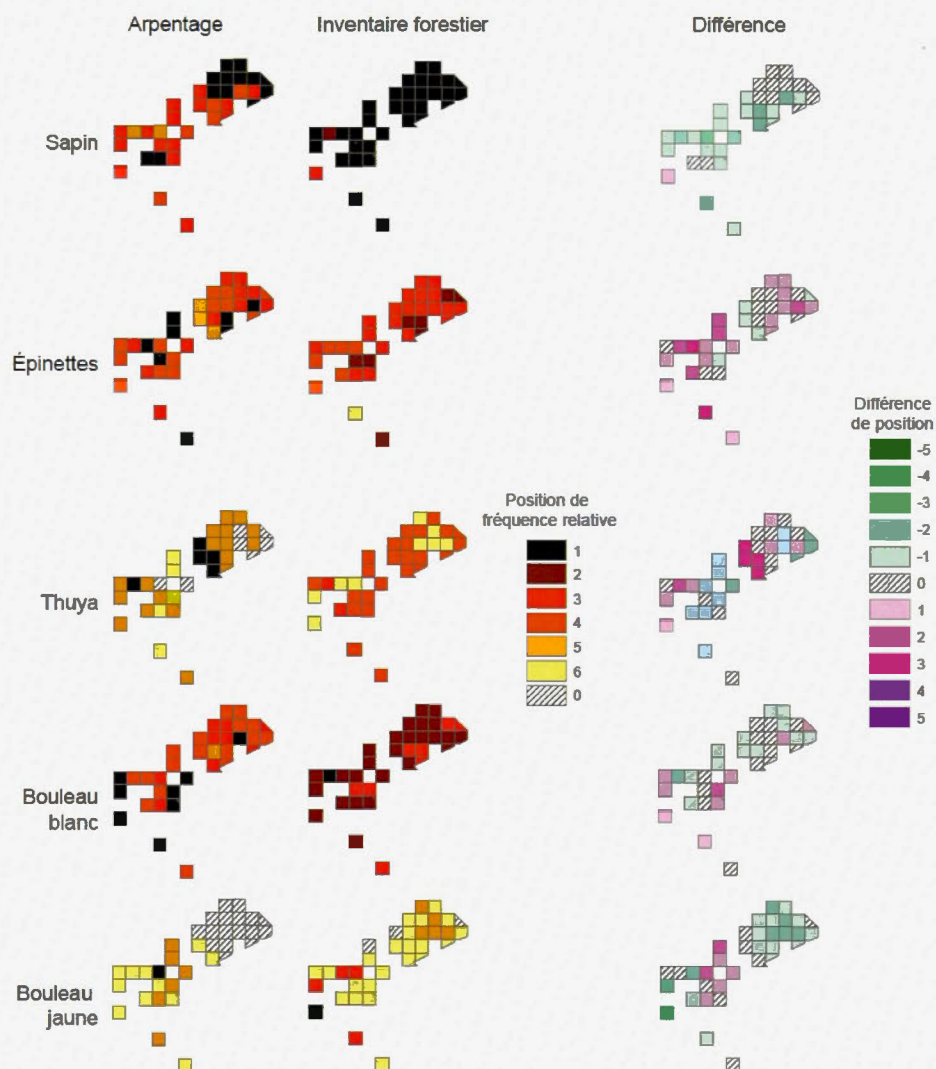 Arpentage
Inventaire forestier
Différence
Sapin
Épinettes
Thuya
Bouleau
blanc
Bouleau
jaune
Position de
fréquence relative
1
2
3
4
5
6
0
Différence
de position
-5
-4
-3
-2
-1
0
1
2
3
4
5